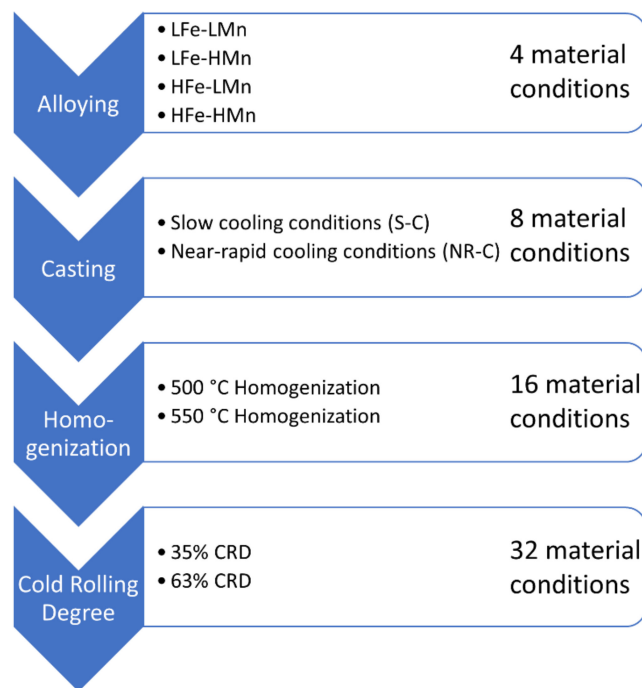 Alloying
• LFe-LMn
• LFe-HMn
• HFe-LMn
• HFe-HMn
4 material
conditions
Casting
• Slow cooling conditions (S-C)
• Near-rapid cooling conditions (NR-C)
8 material
conditions
Homo-
genization
• 500 °C Homogenization
• 550 °C Homogenization
16 material
conditions
Cold Rolling
Degree
• 35% CRD
• 63% CRD
32 material
conditions